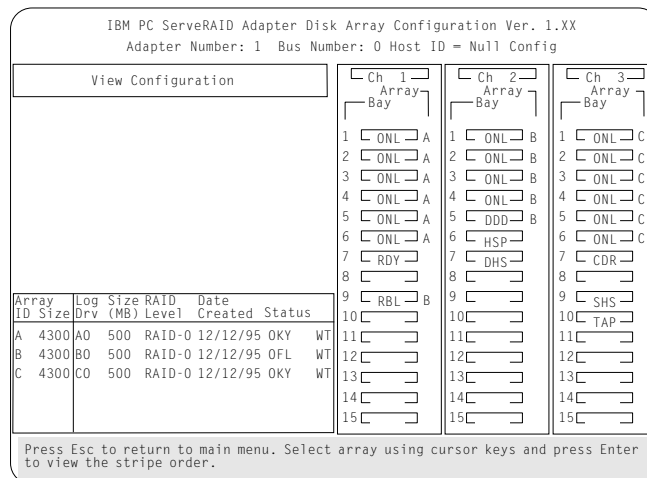 IBM PC ServeRAID Adapter Disk Array Configuration Ver. 1.XX
Adapter Number: 1 Bus Number: 0 Host ID = Null Config
View Configuration
Ch 1
Array
Bay
1 ONL A
2 ONL A
3 ONL A
4 ONL A
5 ONL A
6 ONL A
7 RDY
8
9 RBL B
10
11
12
13
14
15
Ch 2
Array
Bay
1 ONL B
2 ONL B
3 ONL B
4 ONL B
5 DDD B
6 HSP
7 DHS
8
9
10
11
12
13
14
15
Ch 3
Array
Bay
1 ONL C
2 ONL C
3 ONL C
4 ONL C
5 ONL C
6 ONL C
7 CDR
8
9 SHS
10 TAP
11
12
13
14
15
Array Log Size RAID Date
ID Size Drv (MB) Level Created Status
A 4300 A0 500 RAID-0 12/12/95 OKY WT
B 4300 B0 500 RAID-0 12/12/95 OFL WT
C 4300 C0 500 RAID-0 12/12/95 OKY WT
Press Esc to return to main menu. Select array using cursor keys and press Enter
to view the stripe order.